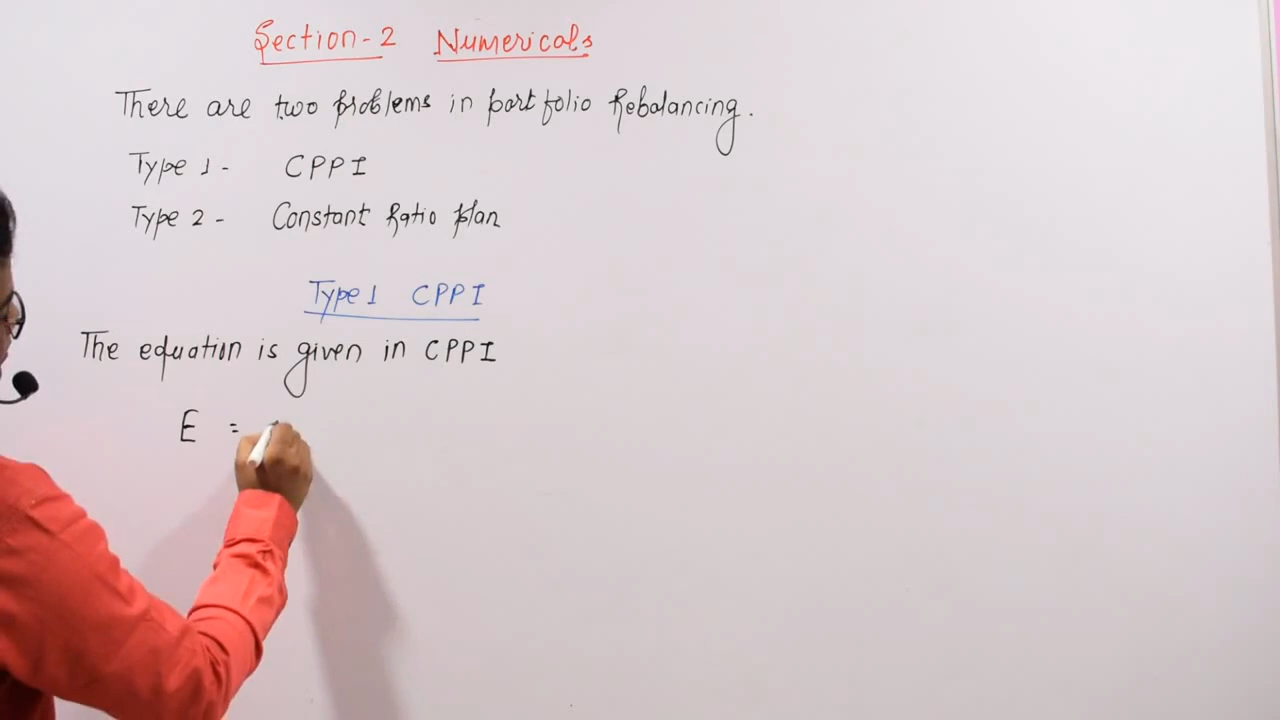 Section-2 Numericals
There are two problems in portfolio Rebalancing.
Type 1 - CPPI
Type 2 - Constant Ratio plan
Type 1 CPPI
The equation is given in CPPI
E =